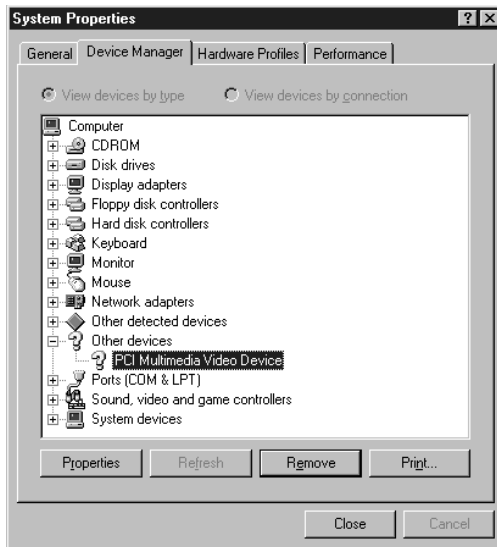 System Properties
General Device Manager Hardware Profiles Performance
View devices by type View devices by connection
Computer
CDROM
Disk drives
Display adapters
Floppy disk controllers
Hard disk controllers
Keyboard
Monitor
Mouse
Network adapters
Other detected devices
Other devices
PCI Multimedia Video Device
Ports (COM & LPT)
Sound, video and game controllers
System devices
Properties Refresh Remove Print...
Close Cancel